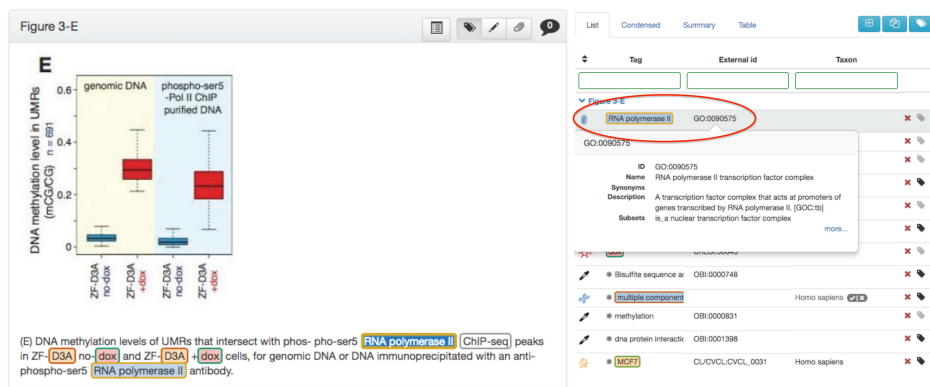 Figure 3-E
0
E
genomic DNA
phospho-ser5
-Pol II ChIP
purified DNA
DNA methylation level in UMRs
(mCG/CG) n = 691
0.6
0.4
0.2
0
ZF-D3A
no-dox
ZF-D3A
+dox
ZF-D3A
no-dox
ZF-D3A
+dox
(E) DNA methylation levels of UMRs that intersect with phos- pho-ser5 RNA polymerase II ChIP-seq peaks
in ZF- D3A no- dox and ZF- D3A + dox cells, for genomic DNA or DNA immunoprecipitated with an anti-
phospho-ser5 RNA polymerase II antibody.
List Condensed Summary Table
Tag External id Taxon
Figure 3-E
RNA polymerase II GO:0090575
GO:0090575
ID GO:0090575
Name RNA polymerase II transcription factor complex
Synonyms
Description A transcription factor complex that acts at promoters of
genes transcribed by RNA polymerase II. [GOC:tb]
Subsets is_a nuclear transcription factor complex
more...
dox
Bisulfite sequence ar OBI:0000748
multiple component Homo sapiens
methylation OBI:0000831
dna protein interactic OBI:0001398
MCF7 CL/CVCL:CVCL_0031 Homo sapiens